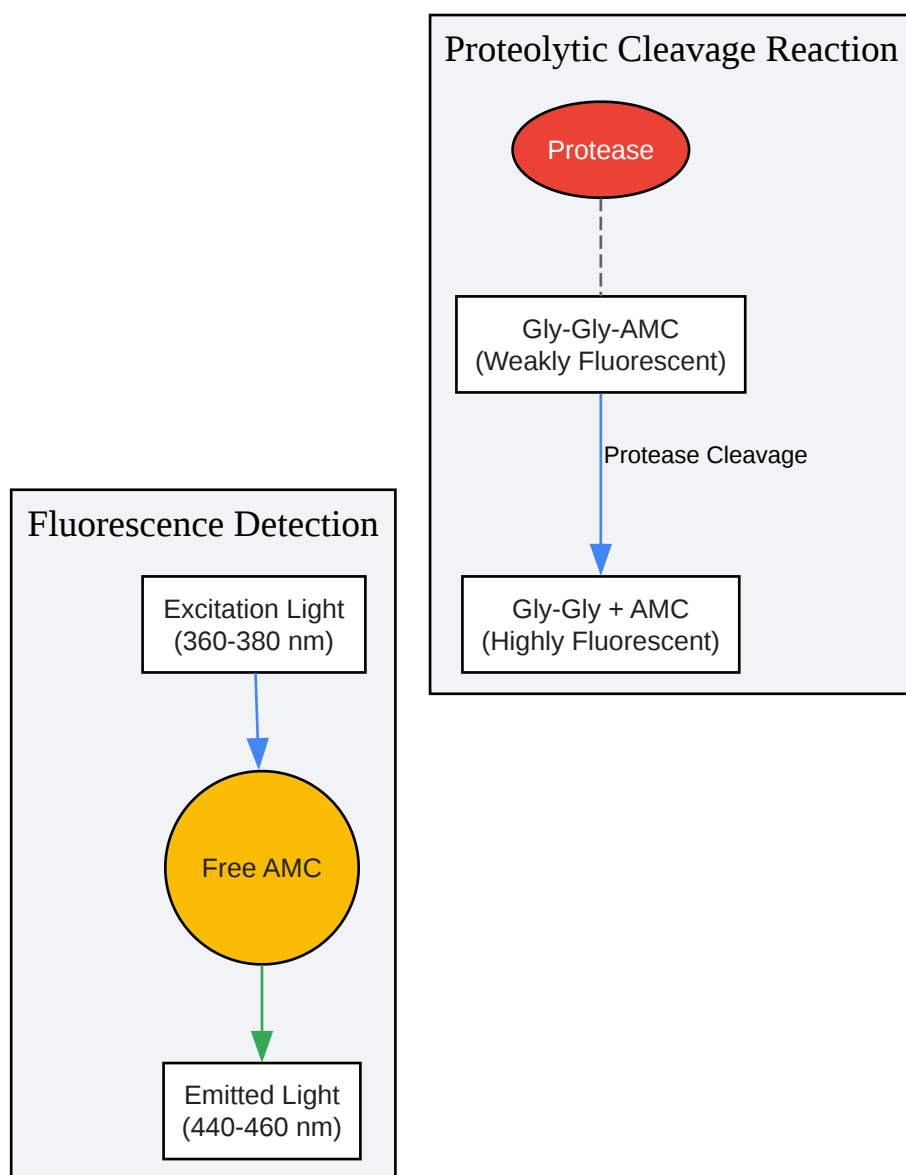 Proteolytic Cleavage Reaction
Protease
Gly-Gly-AMC
(Weakly Fluorescent)
Protease Cleavage
Gly-Gly + AMC
(Highly Fluorescent)
Fluorescence Detection
Excitation Light
(360-380 nm)
Free AMC
Emitted Light
(440-460 nm)